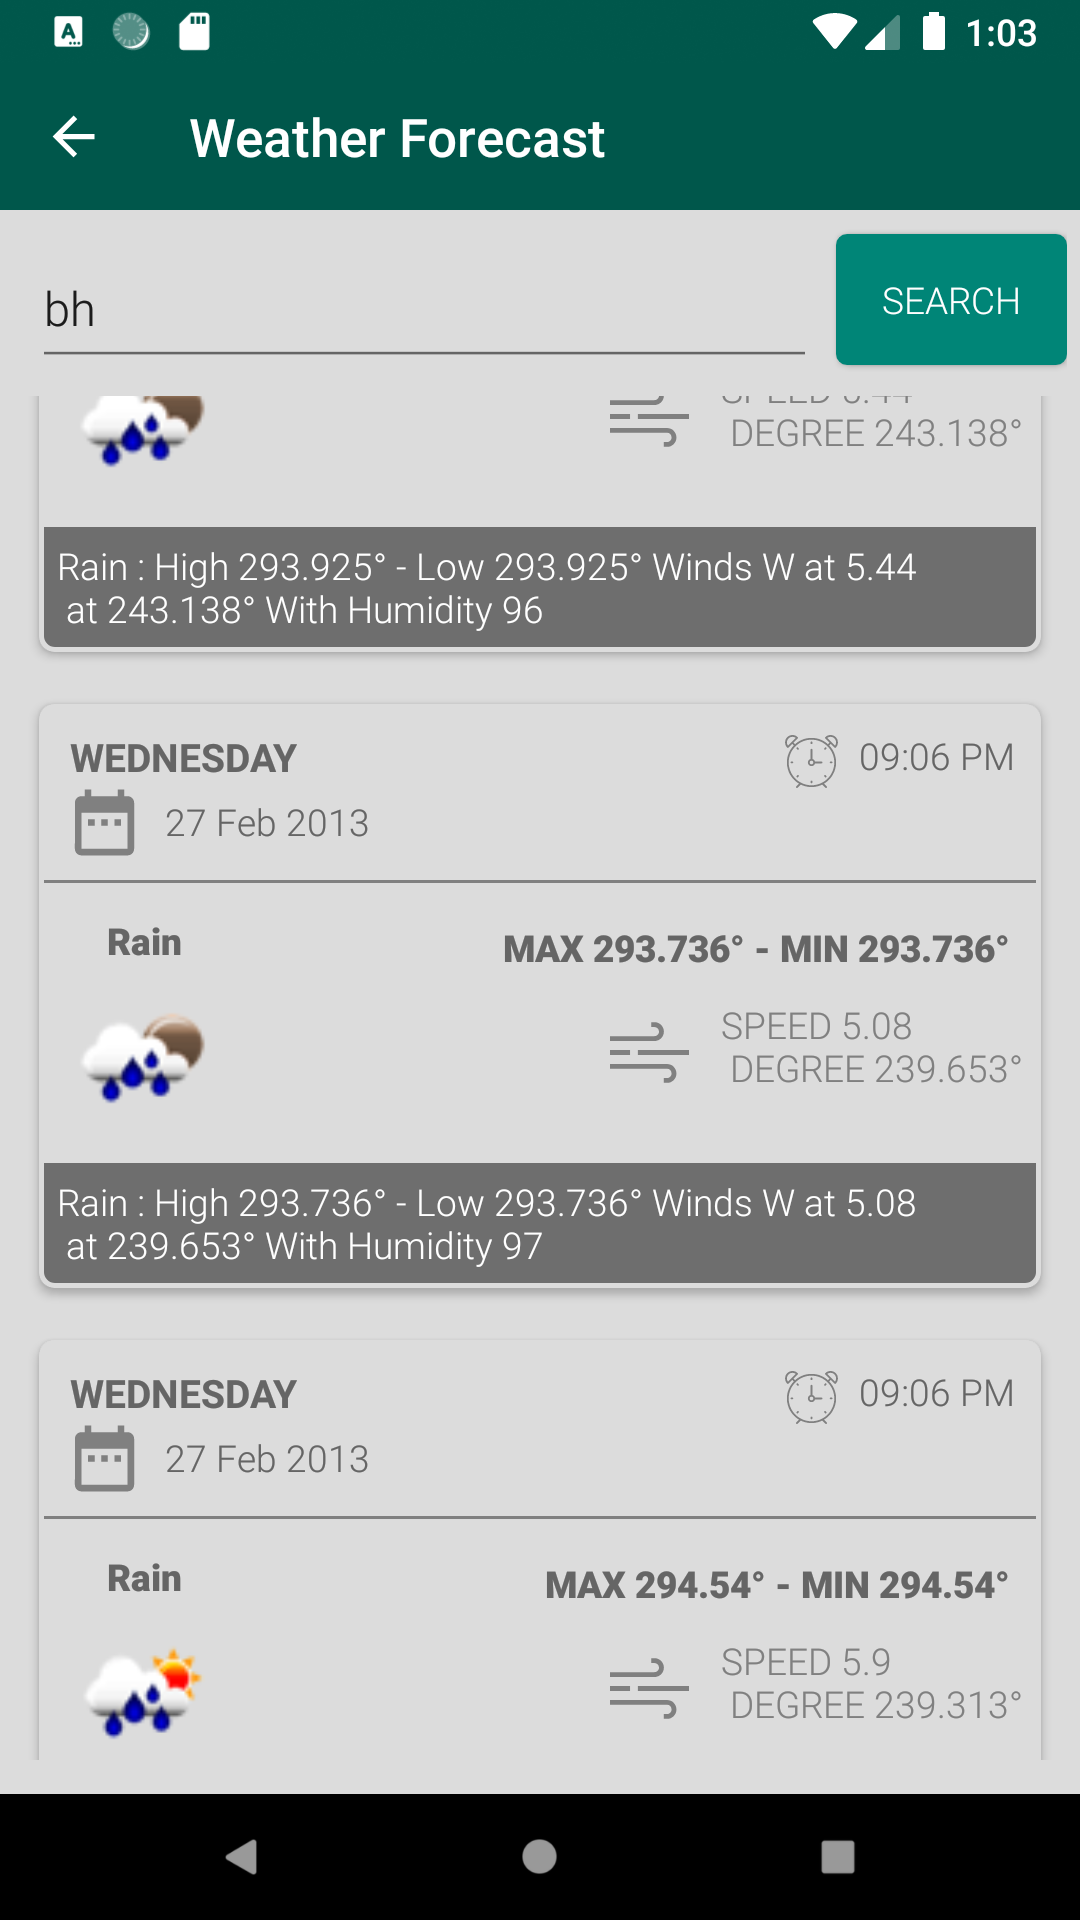 1:03
Weather Forecast
bh
SEARCH
SPEED 5.44
DEGREE 243.138°
Rain : High 293.925° - Low 293.925° Winds W at 5.44
at 243.138° With Humidity 96
WEDNESDAY
09:06 PM
27 Feb 2013
Rain
MAX 293.736° - MIN 293.736°
SPEED 5.08
DEGREE 239.653°
Rain : High 293.736° - Low 293.736° Winds W at 5.08
at 239.653° With Humidity 97
WEDNESDAY
09:06 PM
27 Feb 2013
Rain
MAX 294.54° - MIN 294.54°
SPEED 5.9
DEGREE 239.313°